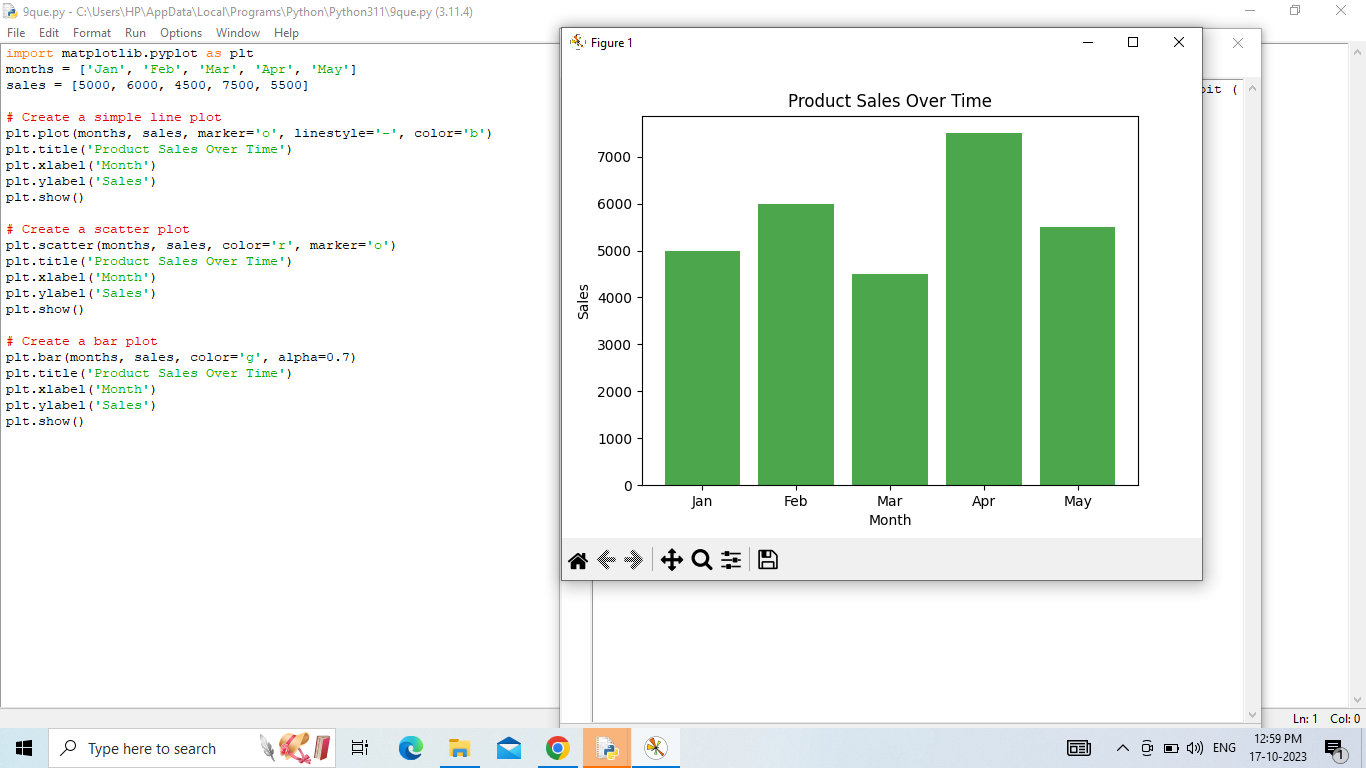 9que.py - C:\Users\HP\AppData\Local\Programs\Python\Python311\9que.py (3.11.4)
File Edit Format Run Options Window Help
import matplotlib.pyplot as plt
months = ['Jan', 'Feb', 'Mar', 'Apr', 'May']
sales = [5000, 6000, 4500, 7500, 5500]
# Create a simple line plot
plt.plot(months, sales, marker='o', linestyle='-', color='b')
plt.title('Product Sales Over Time')
plt.xlabel('Month')
plt.ylabel('Sales')
plt.show()
# Create a scatter plot
plt.scatter(months, sales, color='r', marker='o')
plt.title('Product Sales Over Time')
plt.xlabel('Month')
plt.ylabel('Sales')
plt.show()
# Create a bar plot
plt.bar(months, sales, color='g', alpha=0.7)
plt.title('Product Sales Over Time')
plt.xlabel('Month')
plt.ylabel('Sales')
plt.show()
Figure 1
Product Sales Over Time
7000
6000
5000
4000
3000
2000
1000
0
Sales
Jan Feb Mar Apr May
Month
Ln: 1 Col: 0
Type here to search
ENG
12:59 PM
17-10-2023
1